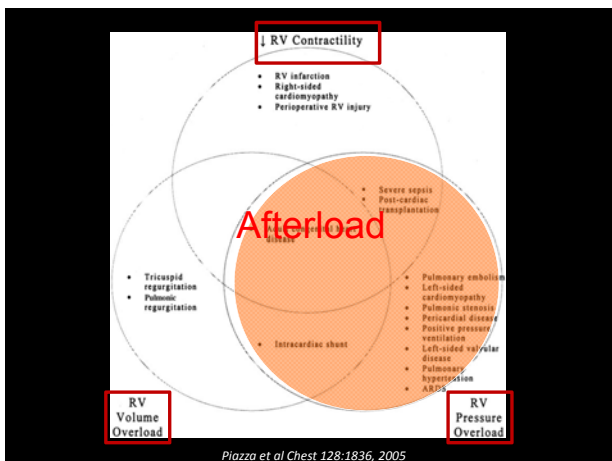 ↓ RV Contractility
• RV infarction
• Right-sided
cardiomyopathy
• Perioperative RV injury
• Severe sepsis
• Post-cardiac
transplantation
Afterload
disease
• Tricuspid
regurgitation
• Pulmonic
regurgitation
• Pulmonary embolism
• Left-sided
cardiomyopathy
• Pulmonic stenosis
• Pericardial disease
• Positive pressure
ventilation
• Left-sided valvular
disease
• Pulmonary
hypertension
• ARDS
• Intracardiac shunt
RV
Volume
Overload
RV
Pressure
Overload
Piazza et al Chest 128:1836, 2005